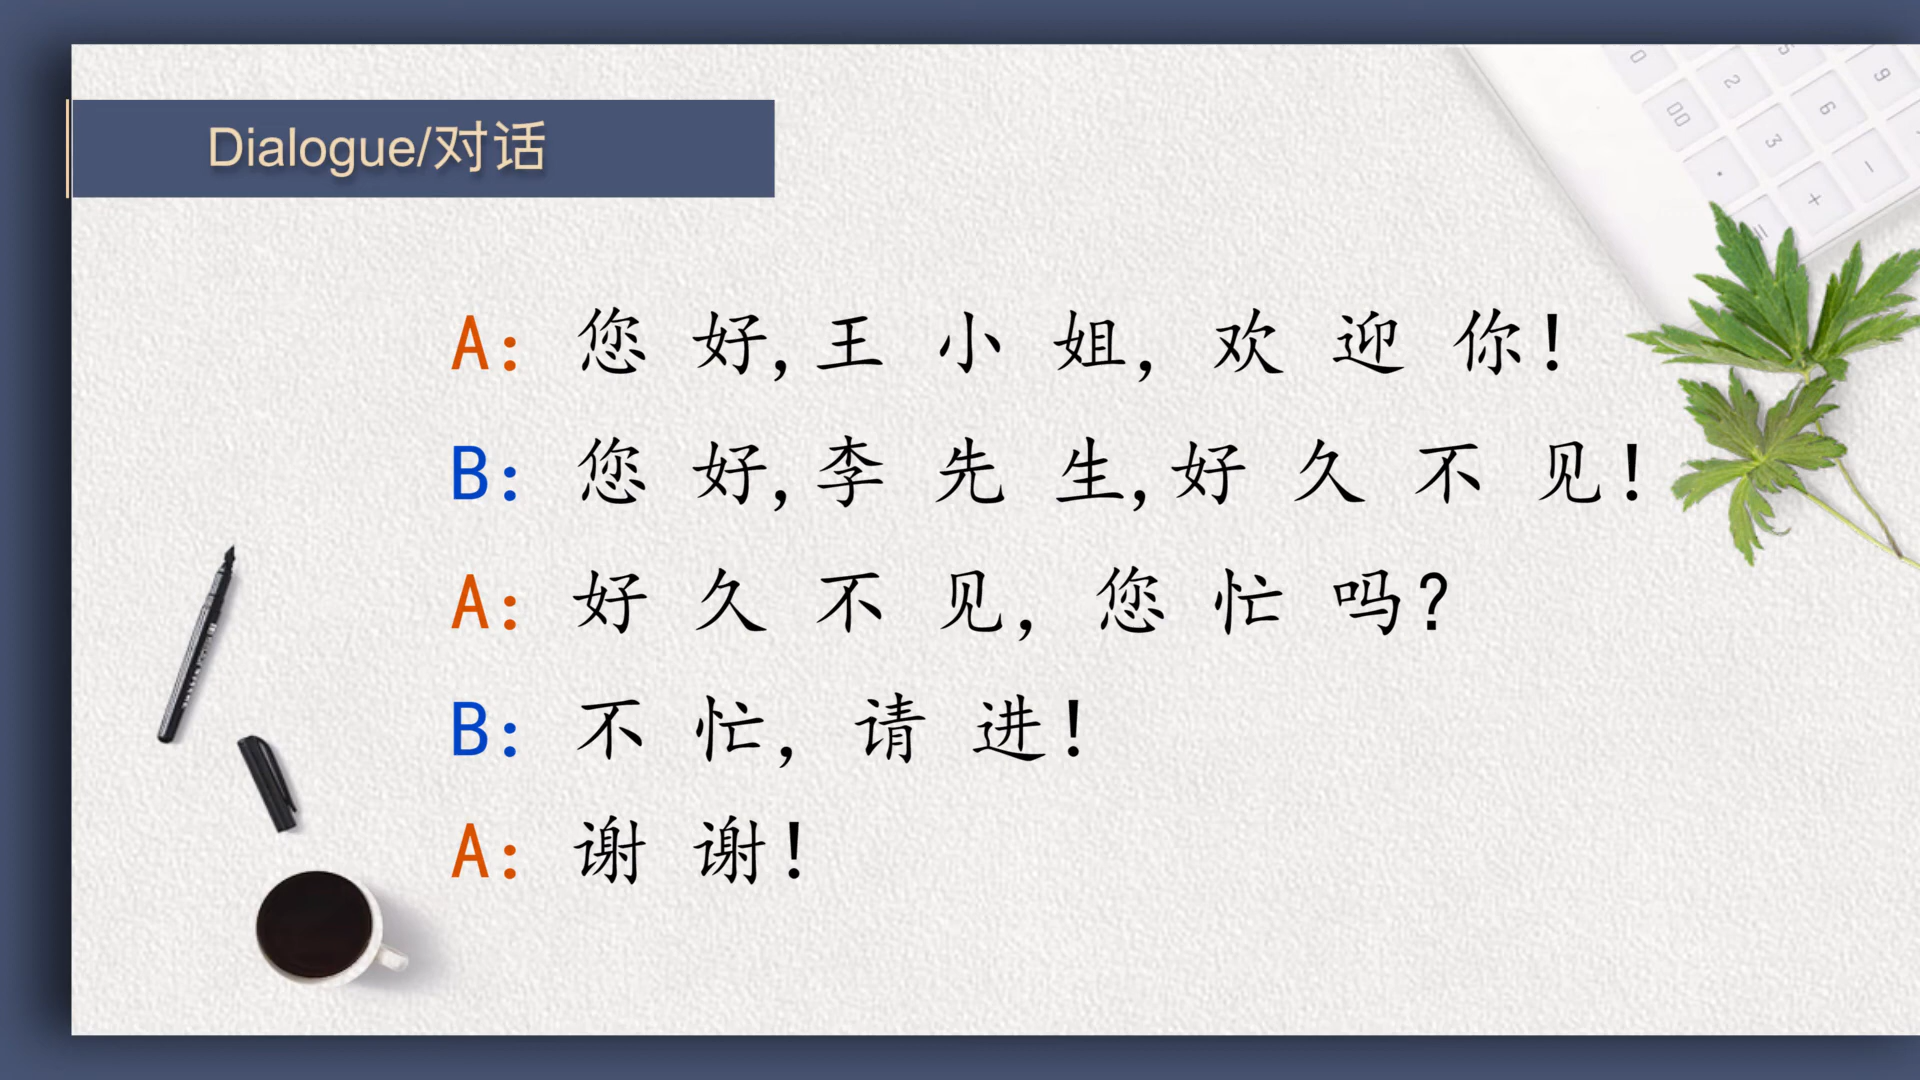 Dialogue/对话
A: 您好,王小姐, 欢迎你!
B: 您好,李先生,好久不见!
A: 好久不见, 您忙吗?
B: 不忙, 请进!
A: 谢谢!